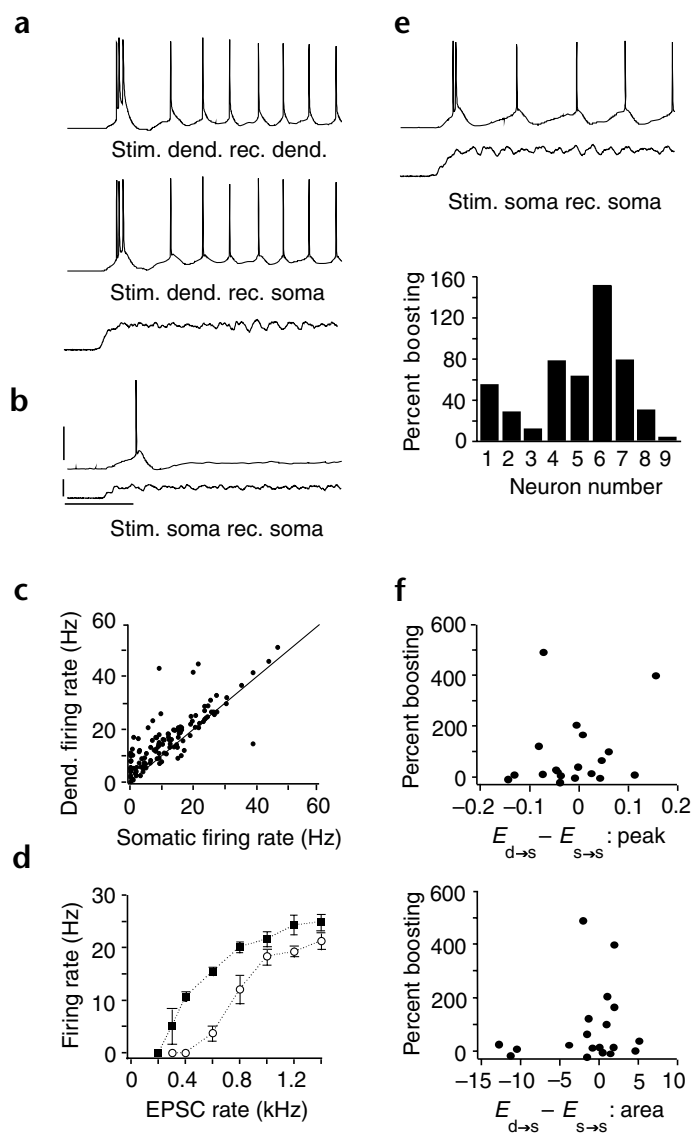 a
Stim. dend. rec. dend.
Stim. dend. rec. soma
b
Stim. soma rec. soma
c
60
40
20
0
Dend. firing rate (Hz)
0 20 40 60
Somatic firing rate (Hz)
d
30
20
10
0
Firing rate (Hz)
0 0.4 0.8 1.2
EPSC rate (kHz)
e
Stim. soma rec. soma
160
120
80
40
0
Percent boosting
1 2 3 4 5 6 7 8 9
Neuron number
f
600
400
200
0
Percent boosting
−0.2 −0.1 0 0.1 0.2
E d→s − E s→s : peak
600
400
200
0
Percent boosting
−15 −10 −5 0 5 10
E d→s − E s→s : area